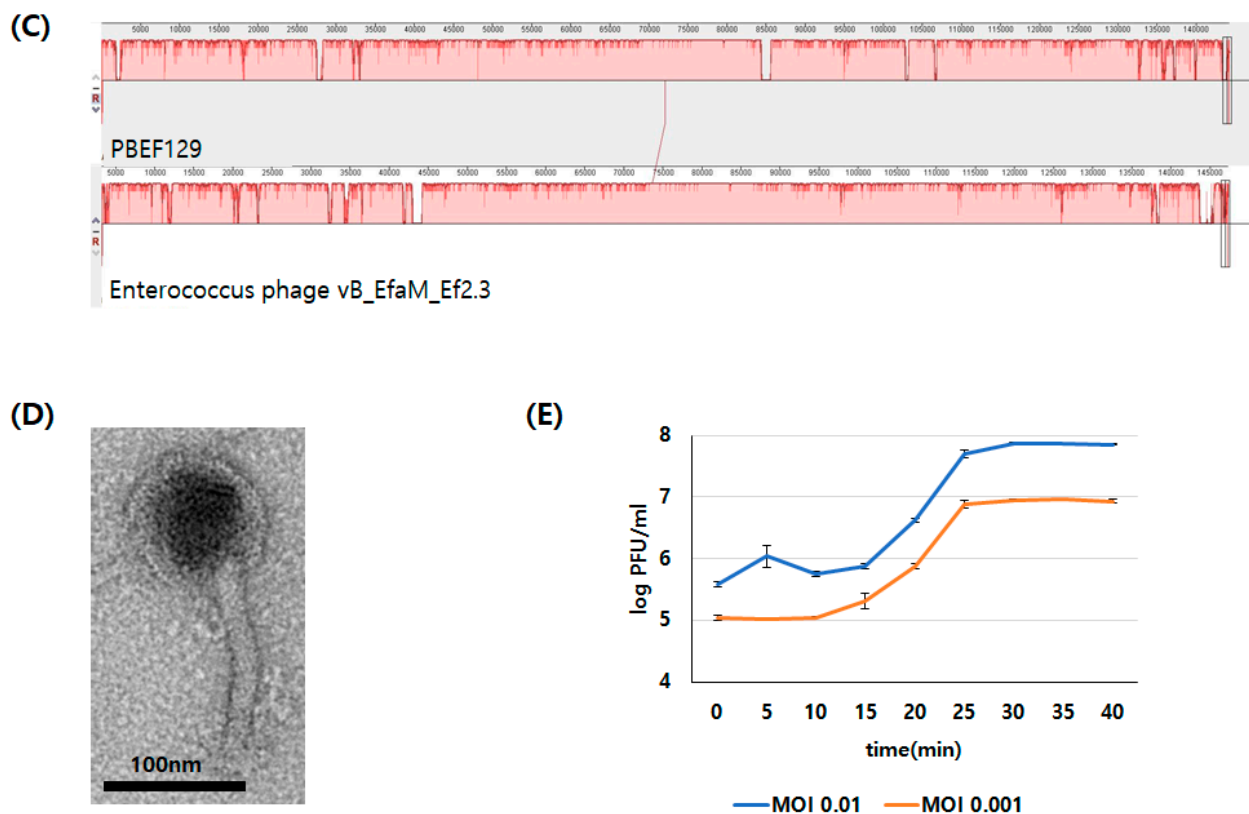 (C)
5000 10000 15000 20000 25000 30000 35000 40000 45000 50000 55000 60000 65000 70000 75000 80000 85000 90000 95000 100000 105000 110000 115000 120000 125000 130000 135000 140000
R
PBEF129
5000 10000 15000 20000 25000 30000 35000 40000 45000 50000 55000 60000 65000 70000 75000 80000 85000 90000 95000 100000 105000 110000 115000 120000 125000 130000 135000 140000 145000
R
Enterococcus phage vB_EfaM_Ef2.3
(D)
100nm
(E)
log PFU/ml
8
7
6
5
4
0 5 10 15 20 25 30 35 40
time(min)
MOI 0.01 MOI 0.001